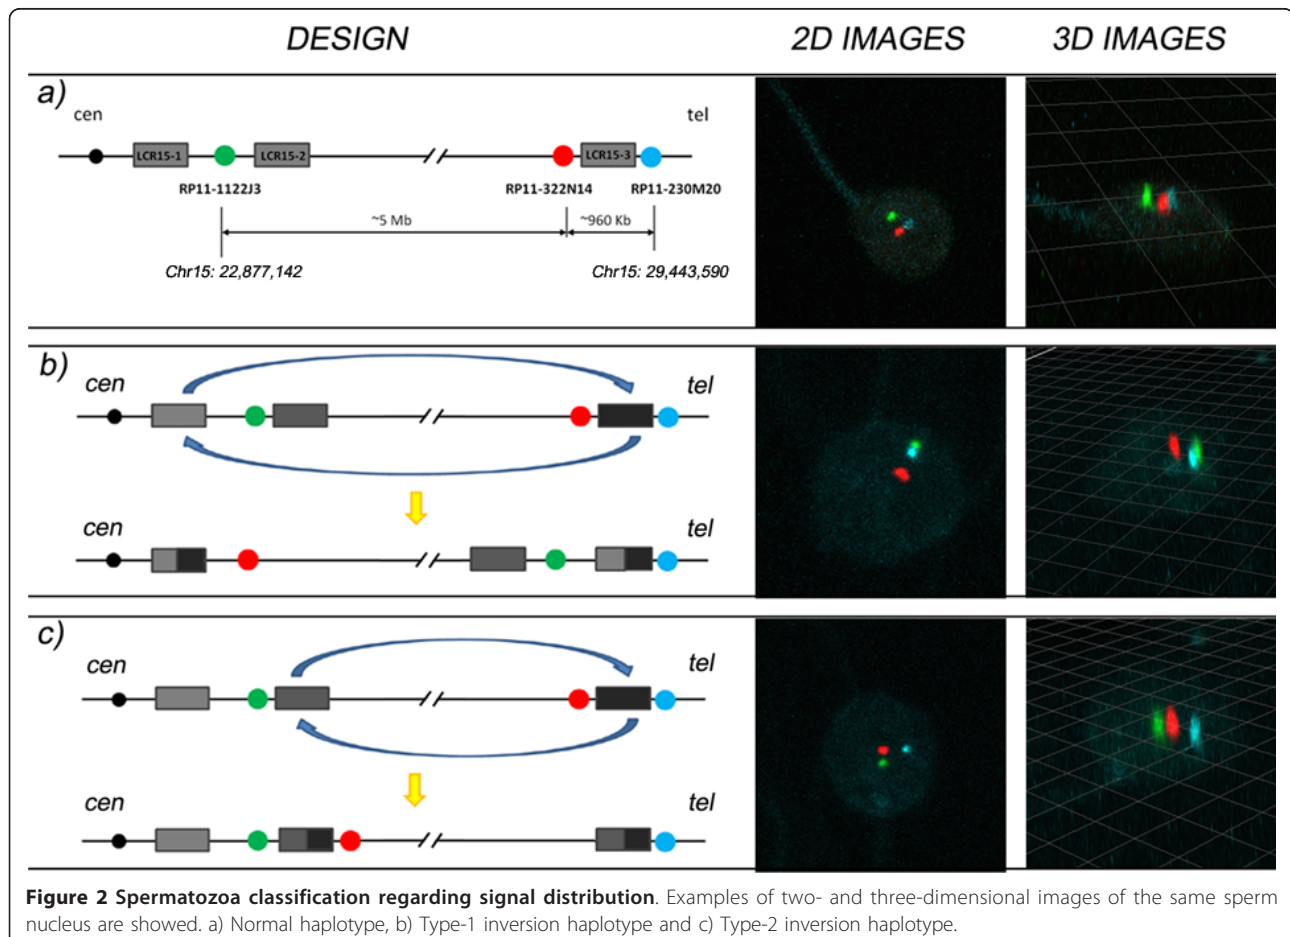 DESIGN 2D IMAGES 3D IMAGES
a)
cen tel
LCR15-1 LCR15-2 LCR15-3
RP11-1122J3 RP11-322N14 RP11-230M20
~5 Mb ~960 Kb
Chr15: 22,877,142 Chr15: 29,443,590
b)
cen tel
cen tel
c)
cen tel
cen tel
Figure 2 Spermatozoa classification regarding signal distribution. Examples of two- and three-dimensional images of the same sperm
nucleus are showed. a) Normal haplotype, b) Type-1 inversion haplotype and c) Type-2 inversion haplotype.